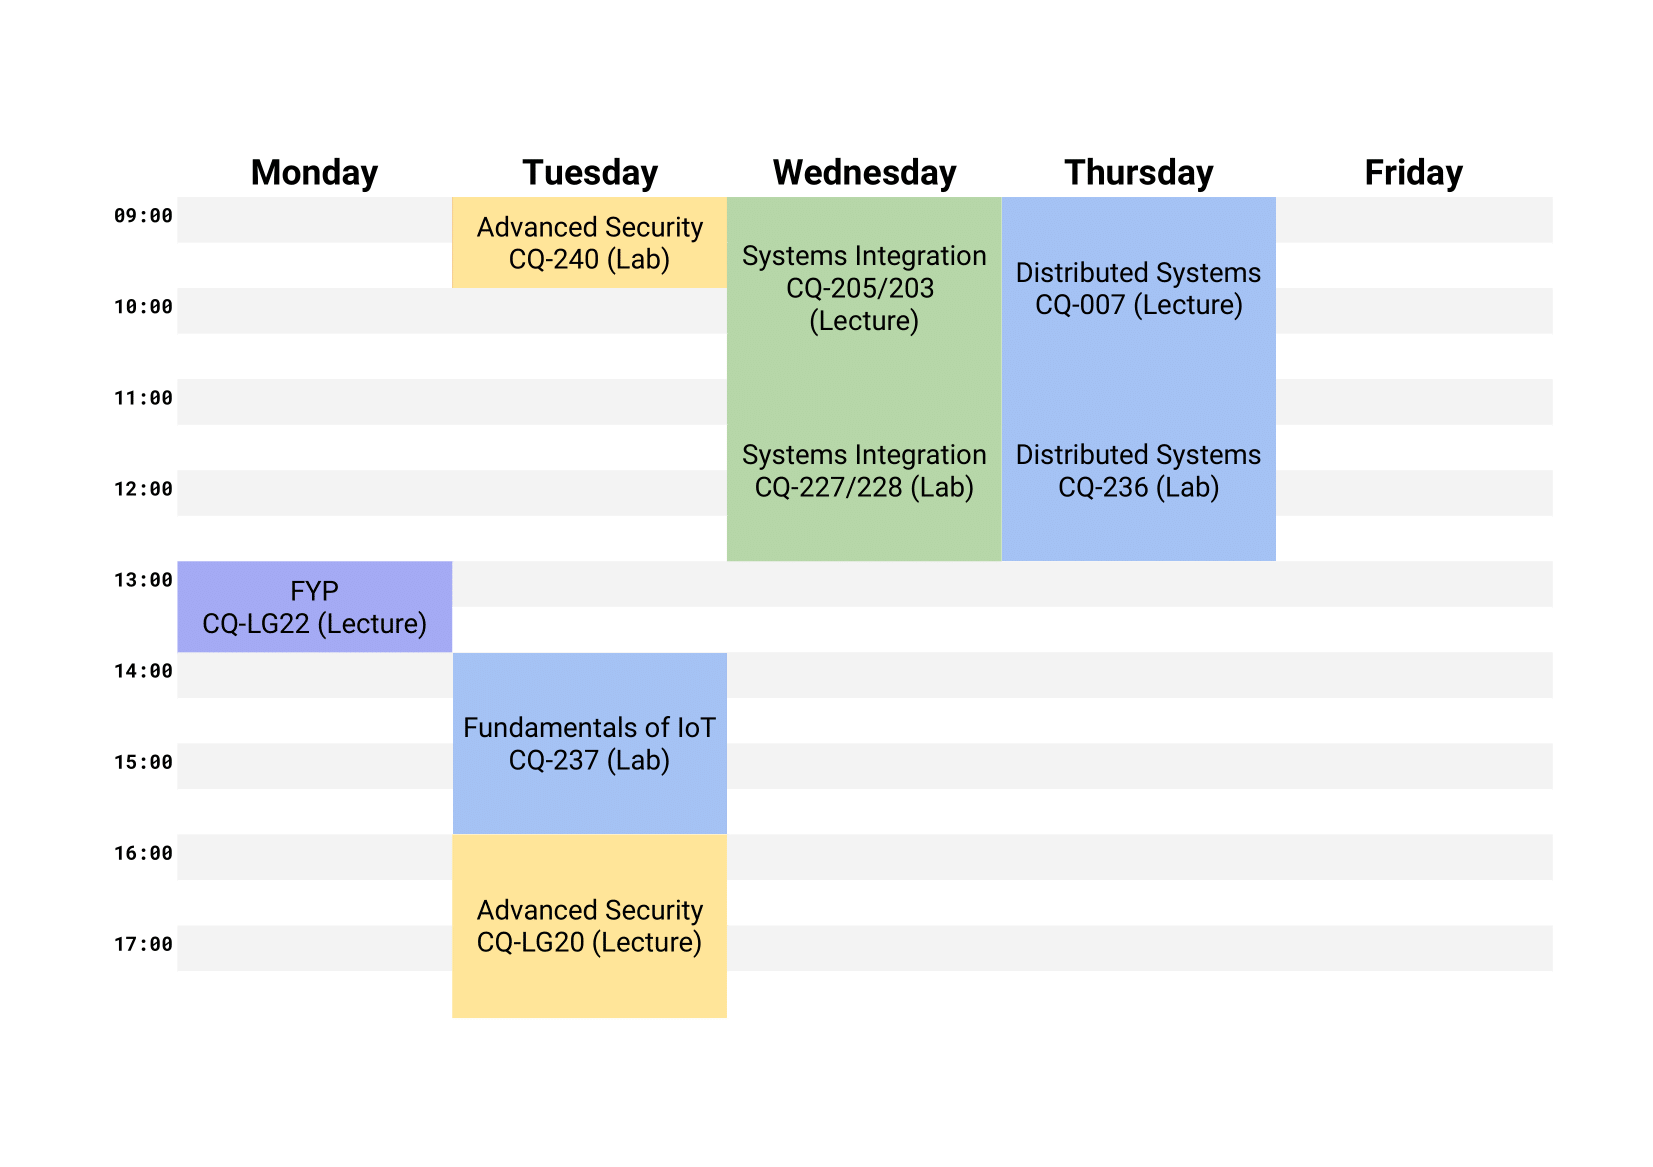 Monday Tuesday Wednesday Thursday Friday
09:00
Advanced Security
CQ-240 (Lab)
Systems Integration
CQ-205/203
(Lecture)
Distributed Systems
CQ-007 (Lecture)
10:00
11:00
Systems Integration
CQ-227/228 (Lab)
Distributed Systems
CQ-236 (Lab)
12:00
13:00
FYP
CQ-LG22 (Lecture)
14:00
Fundamentals of IoT
CQ-237 (Lab)
15:00
16:00
Advanced Security
CQ-LG20 (Lecture)
17:00